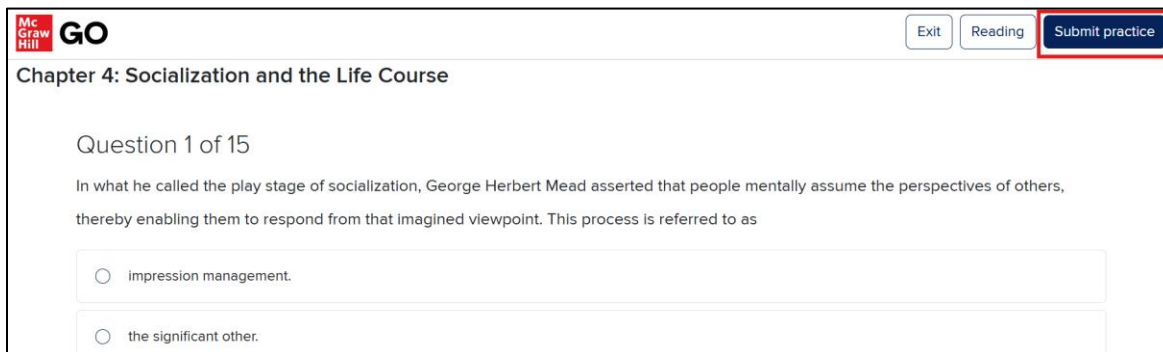 Mc
Graw
Hill
GO
Exit
Reading
Submit practice
Chapter 4: Socialization and the Life Course
Question 1 of 15
In what he called the play stage of socialization, George Herbert Mead asserted that people mentally assume the perspectives of others,
thereby enabling them to respond from that imagined viewpoint. This process is referred to as
impression management.
the significant other.